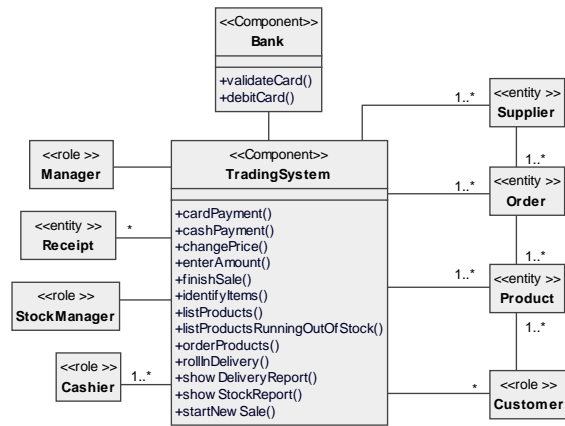 <<Component>>
Bank
+validateCard()
+debitCard()
<<role >>
Manager
<<entity >>
Receipt
*
<<role >>
StockManager
<<role >>
Cashier
1..*
<<Component>>
TradingSystem
+cardPayment()
+cashPayment()
+changePrice()
+enterAmount()
+finishSale()
+identifyItems()
+listProducts()
+listProductsRunningOutOfStock()
+orderProducts()
+rollInDelivery()
+show DeliveryReport()
+show StockReport()
+startNew Sale()
1..*
<<entity >>
Supplier
1..*
1..*
<<entity >>
Order
1..*
1..*
<<entity >>
Product
1..*
*
<<role >>
Customer